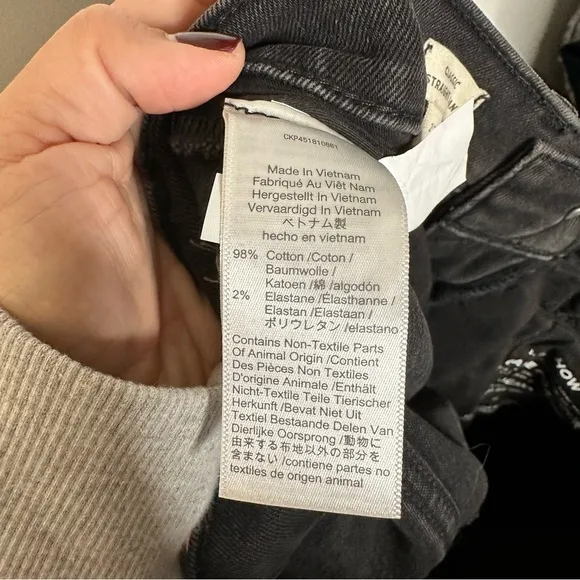 CLASSIC
STRAIGHT
CKP451810661
Made In Vietnam
Fabriqué Au Viêt Nam
Hergestellt In Vietnam
Vervaardigd In Vietnam
ベトナム製
hecho en vietnam
98% Cotton /Coton /
Baumwolle /
Katoen /綿 /algodón
2% Elastane /Élasthanne /
Elastan /Elastaan /
ポリウレタン /elastano
Contains Non-Textile Parts
Of Animal Origin /Contient
Des Pièces Non Textiles
D'origine Animale /Enthält
Nicht-Textile Teile Tierischer
Herkunft /Bevat Niet Uit
Textiel Bestaande Delen Van
Dierlijke Oorsprong /動物に
由来する布地以外の部分を
含まない /contiene partes no
textiles de origen animal